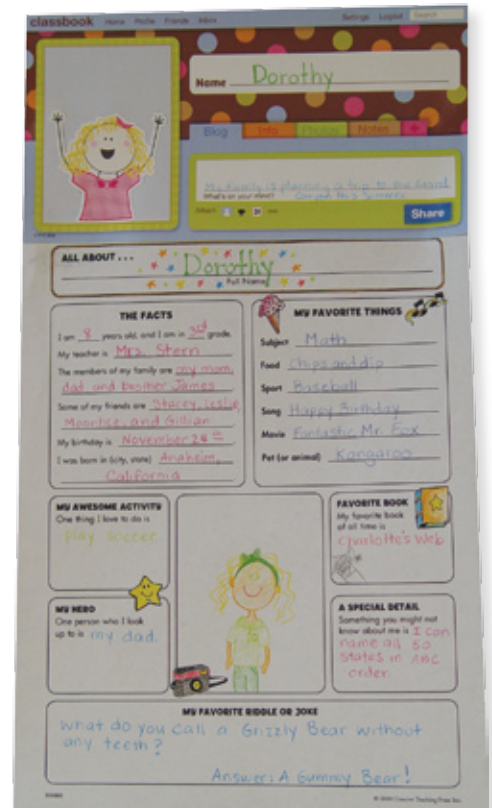 classbook Home Profile Friends Inbox Settings Logout Search
Name Dorothy
Blog Info Photos Notes +
My family is planning a trip to the Grand
What's on your mind? Canyon this summer.
Attach
Share
ALL ABOUT . . .
Dorothy
Full Name
THE FACTS
I am 8 years old, and I am in 3rd grade.
My teacher is Mrs. Stern
The members of my family are my mom,
dad and brother James
Some of my friends are Stacey, Leslie,
and Gillian
My birthday is November
I was born in (city, state) Anaheim,
California
MY FAVORITE THINGS
Subject Math
Food Chips and dip
Sport Baseball
Song Happy Birthday
Movie Fantastic Mr. Fox
Pet (or animal) Kangaroo
MY AWESOME ACTIVITY
One thing I love to do is
play soccer
FAVORITE BOOK
My favorite book
of all time is
Charlotte's Web
MY HERO
One person who I look
up to is my dad.
A SPECIAL DETAIL
Something you might not
know about me is I can
name all 50
states in ABC
order.
MY FAVORITE RIDDLE OR JOKE
What do you call a Grizzly Bear without
any teeth?
Answer: A Gummy Bear!
Creative Teaching Press, Inc.